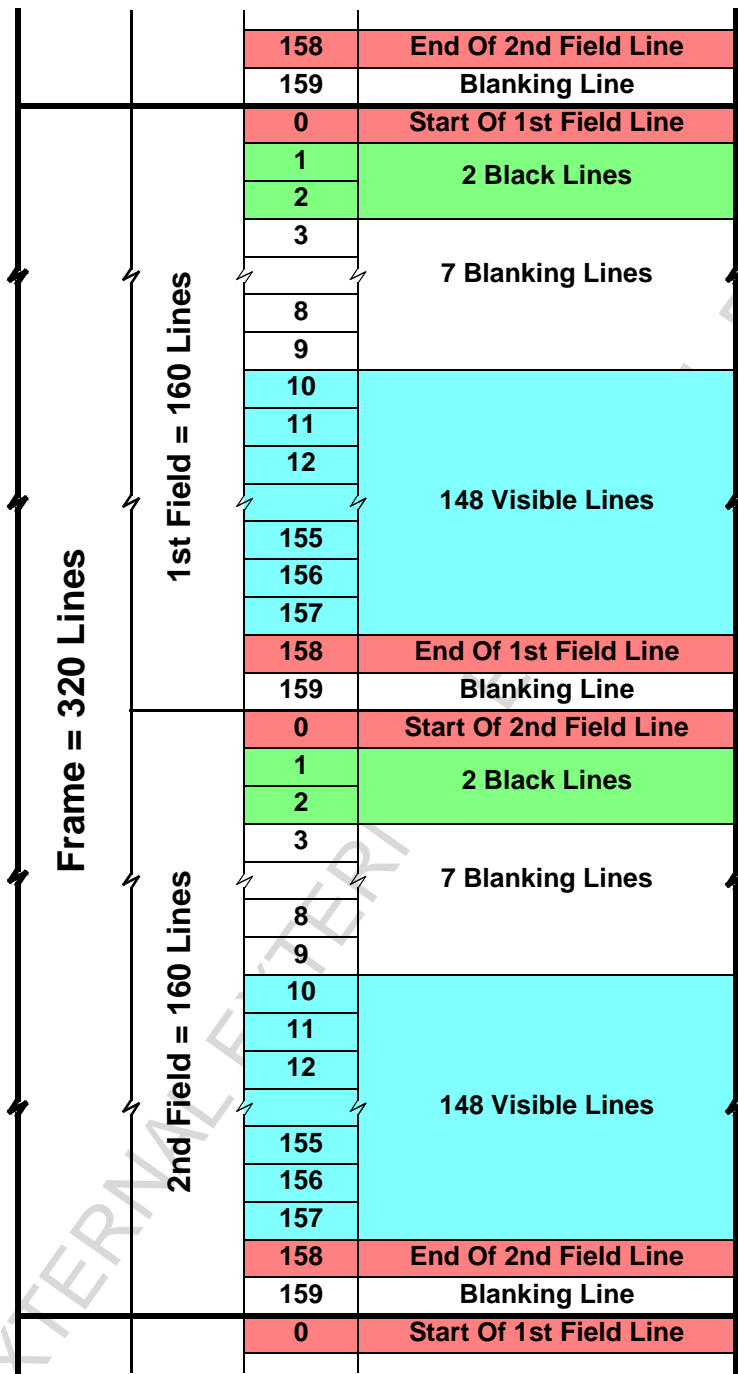 158 End Of 2nd Field Line
159 Blanking Line
0 Start Of 1st Field Line
1
2 Black Lines
2
3
7 Blanking Lines
8
9
10
11
12
148 Visible Lines
155
156
157
158 End Of 1st Field Line
159 Blanking Line
1st Field = 160 Lines
Frame = 320 Lines
0 Start Of 2nd Field Line
1
2 Black Lines
2
3
7 Blanking Lines
8
9
10
11
12
148 Visible Lines
155
156
157
158 End Of 2nd Field Line
159 Blanking Line
2nd Field = 160 Lines
0 Start Of 1st Field Line